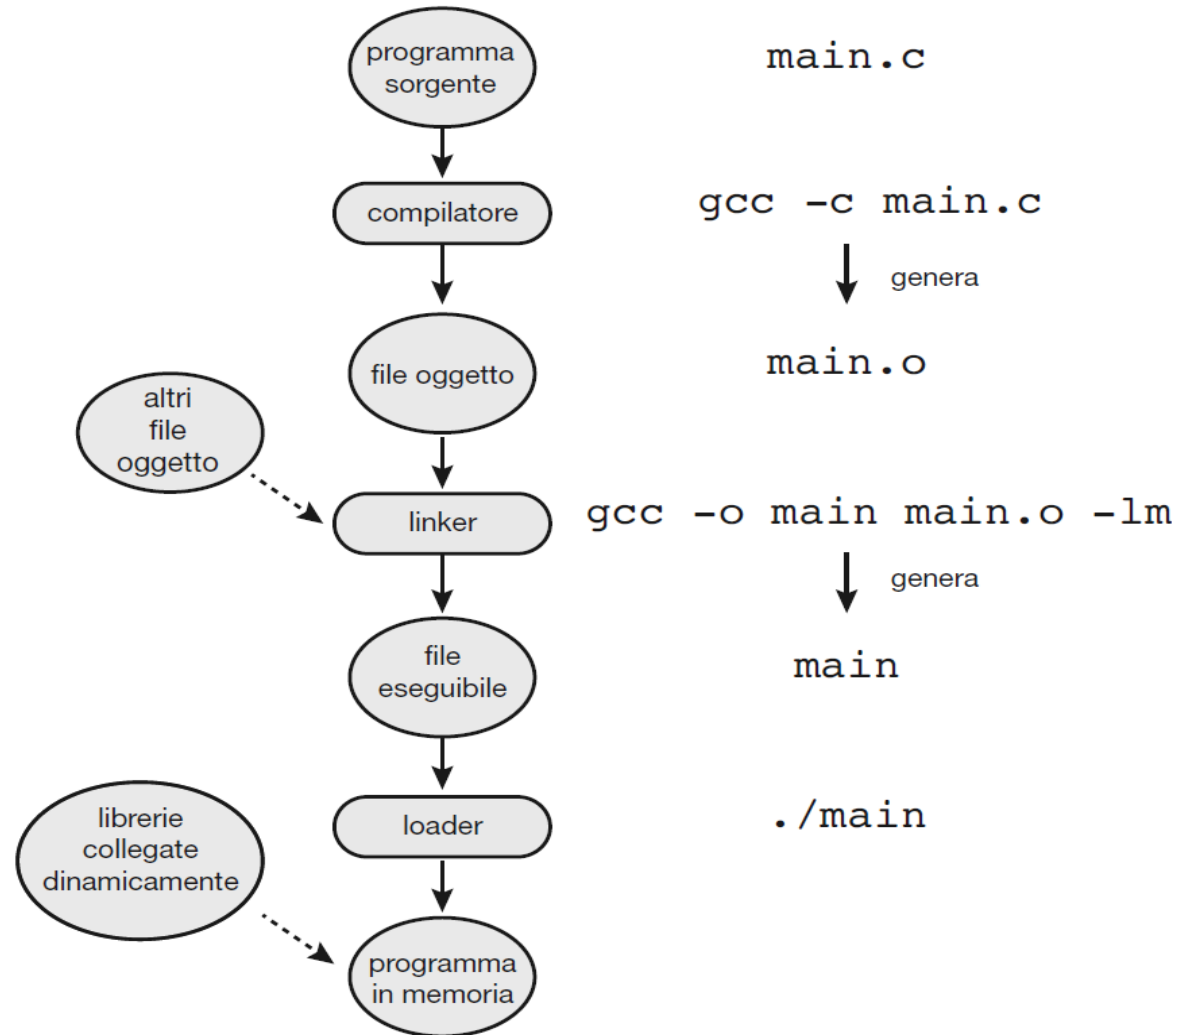 programma
sorgente
main.c
compilatore
gcc -c main.c
genera
file oggetto
main.o
altri
file
oggetto
linker
gcc -o main main.o -lm
genera
file
eseguibile
main
loader
./main
librerie
collegate
dinamicamente
programma
in memoria